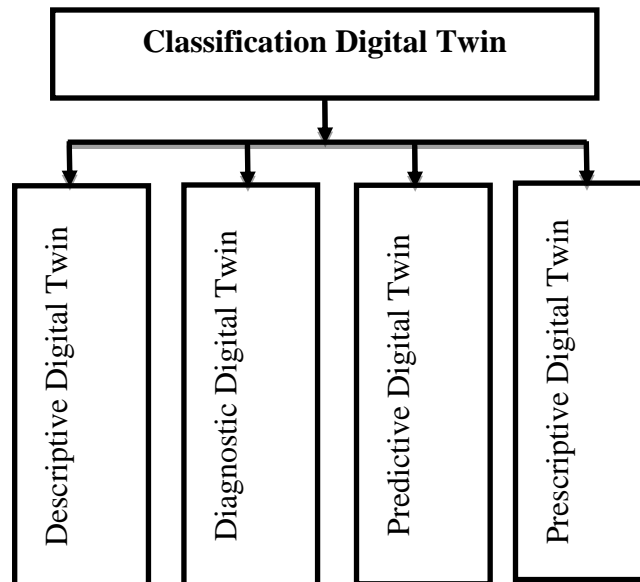 Classification Digital Twin
Descriptive Digital Twin
Diagnostic Digital Twin
Predictive Digital Twin
Prescriptive Digital Twin